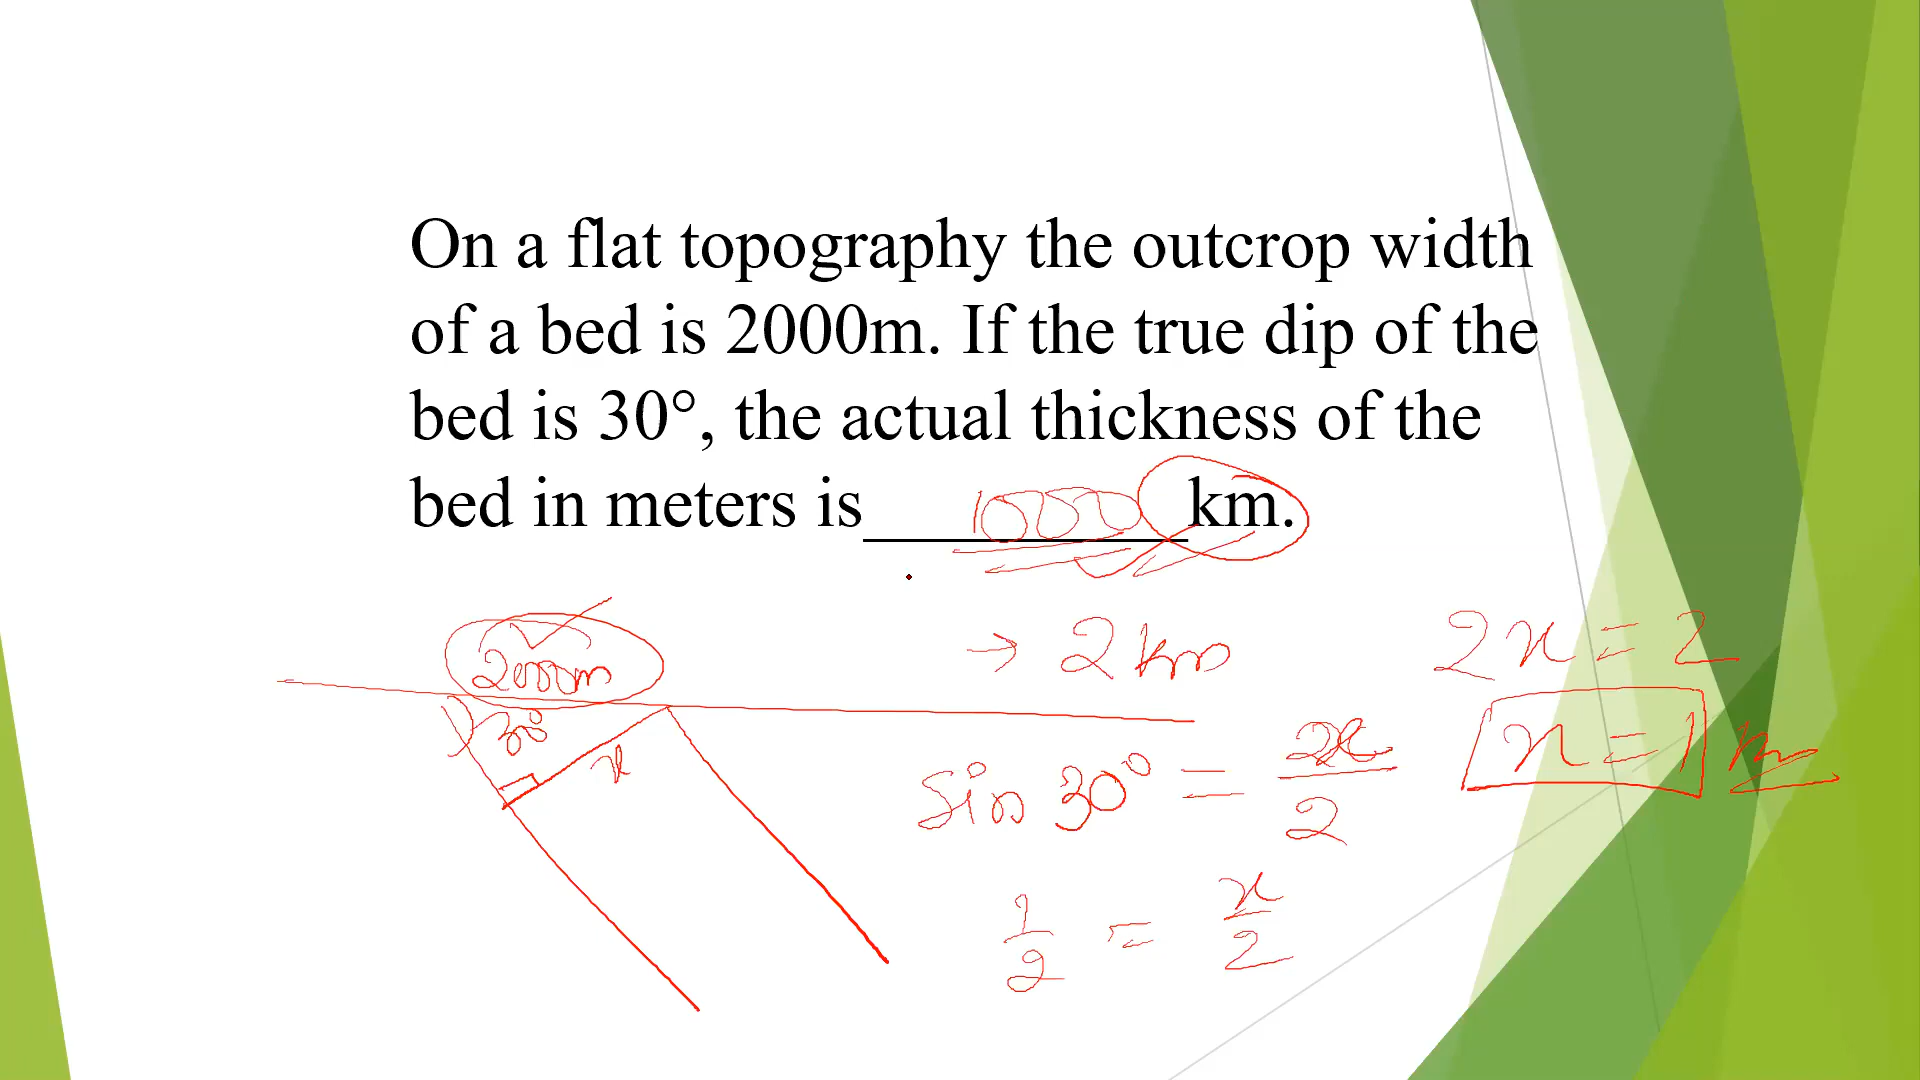 On a flat topography the outcrop width
of a bed is 2000m. If the true dip of the
bed is 30°, the actual thickness of the
bed in meters is 1000 km.
2000m
→ 2 km
2x = 2
30°
x
sin 30° = x/2
x = 1
1/2 = x/2